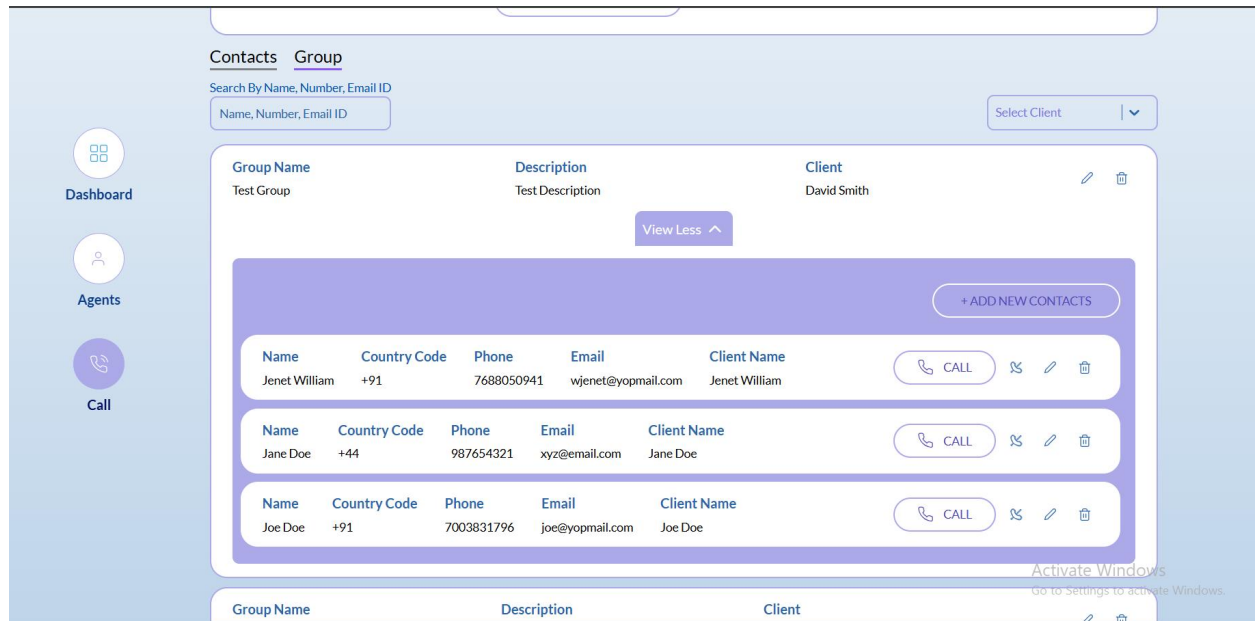 Contacts Group
Search By Name, Number, Email ID
Name, Number, Email ID
Select Client
Dashboard
Agents
Call
Group Name Description Client
Test Group Test Description David Smith
View Less
+ ADD NEW CONTACTS
Name Country Code Phone Email Client Name
Jenet William +91 7688050941 wjenet@yopmail.com Jenet William
CALL
Name Country Code Phone Email Client Name
Jane Doe +44 987654321 xyz@email.com Jane Doe
CALL
Name Country Code Phone Email Client Name
Joe Doe +91 7003831796 joe@yopmail.com Joe Doe
CALL
Activate Windows
Go to Settings to activate Windows.
Group Name Description Client